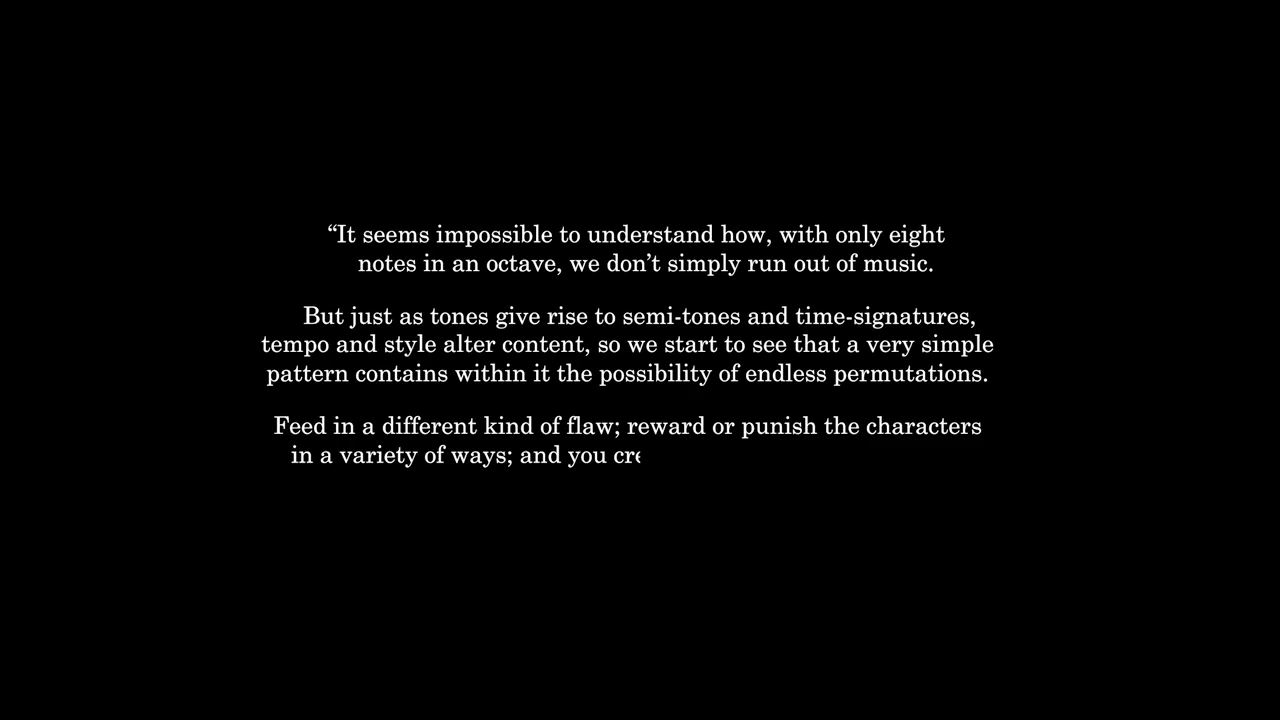 “It seems impossible to understand how, with only eight
notes in an octave, we don’t simply run out of music.
But just as tones give rise to semi-tones and time-signatures,
tempo and style alter content, so we start to see that a very simple
pattern contains within it the possibility of endless permutations.
Feed in a different kind of flaw; reward or punish the characters
in a variety of ways; and you